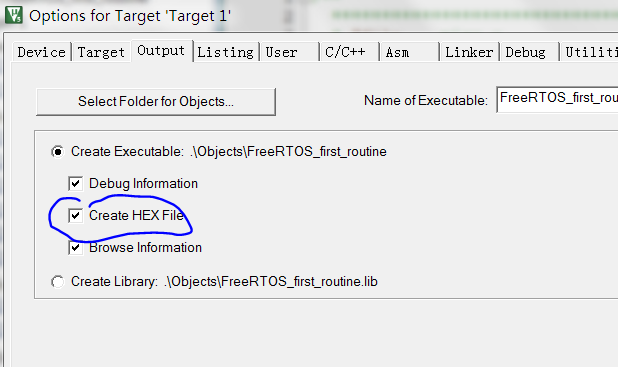 Options for Target 'Target 1'
2
Device Target Output Listing User C/C++ Asm Linker Debug Utiliti
Select Folder for Objects... Name of Executable: FreeRTOS_first_rou
Create Executable: .\Objects\FreeRTOS_first_routine
Debug Information
Create HEX File
Browse Information
Create Library: .\Objects\FreeRTOS_first_routine.lib